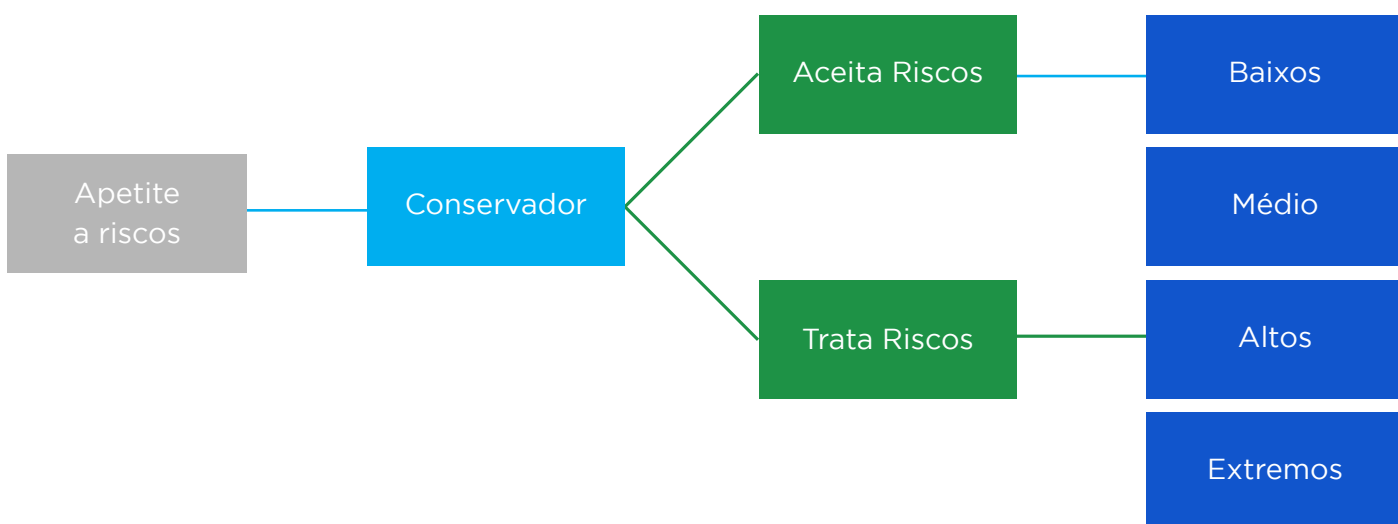 Apetite
a riscos
Conservador
Aceita Riscos
Trata Riscos
Baixos
Médio
Altos
Extremos